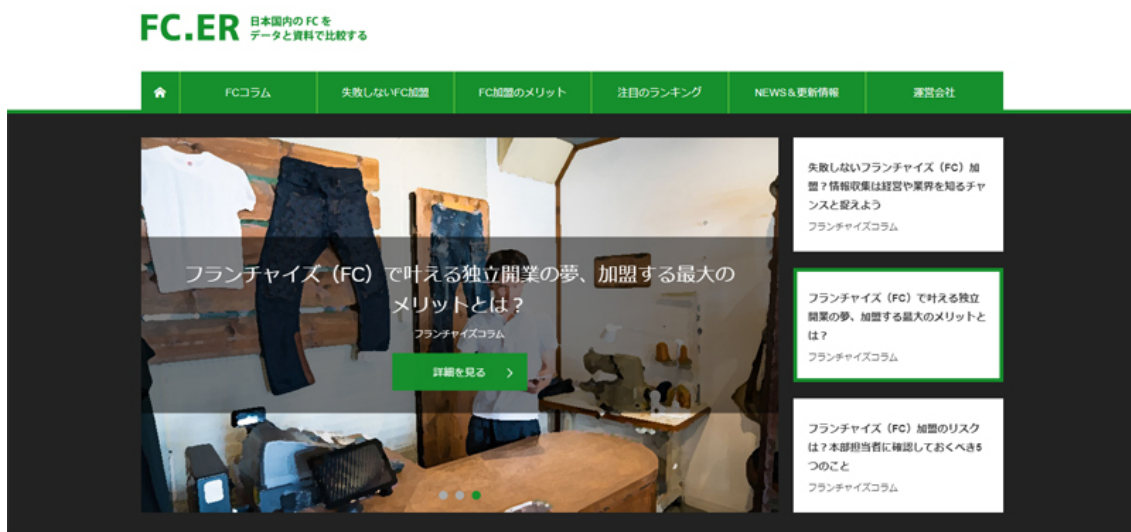 FC.ER
日本国内の FC を
データと資料で比較する
FCコラム
失敗しないFC加盟
FC加盟のメリット
注目のランキング
NEWS＆更新情報
運営会社
フランチャイズ（FC）で叶える独立開業の夢、加盟する最大の
メリットとは？
フランチャイズコラム
詳細を見る
失敗しないフランチャイズ（FC）加
盟？情報収集は経営や業界を知るチャ
ンスと捉えよう
フランチャイズコラム
フランチャイズ（FC）で叶える独立
開業の夢、加盟する最大のメリットと
は？
フランチャイズコラム
フランチャイズ（FC）加盟のリスク
は？本部担当者に確認しておくべき5
つのこと
フランチャイズコラム